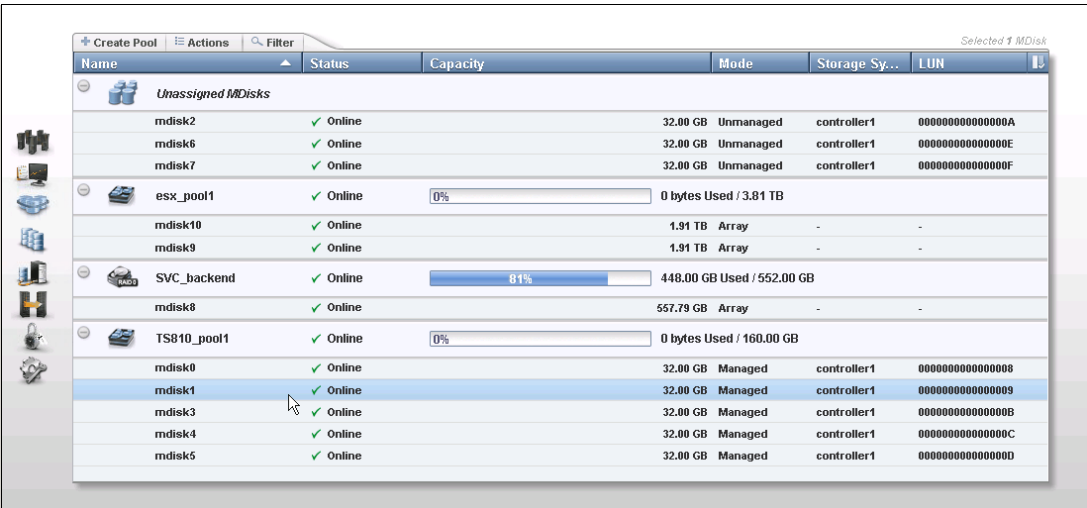 Create Pool Actions Filter Selected 1 MDisk
Name Status Capacity Mode Storage Sy... LUN
Unassigned MDisks
mdisk2 Online 32.00 GB Unmanaged controller1 000000000000000A
mdisk6 Online 32.00 GB Unmanaged controller1 000000000000000E
mdisk7 Online 32.00 GB Unmanaged controller1 000000000000000F
esx_pool1 Online 0% 0 bytes Used / 3.81 TB
mdisk10 Online 1.91 TB Array - -
mdisk9 Online 1.91 TB Array - -
RAID 0 SVC_backend Online 81% 448.00 GB Used / 552.00 GB
mdisk8 Online 557.79 GB Array - -
TS810_pool1 Online 0% 0 bytes Used / 160.00 GB
mdisk0 Online 32.00 GB Managed controller1 0000000000000008
mdisk1 Online 32.00 GB Managed controller1 0000000000000009
mdisk3 Online 32.00 GB Managed controller1 000000000000000B
mdisk4 Online 32.00 GB Managed controller1 000000000000000C
mdisk5 Online 32.00 GB Managed controller1 000000000000000D